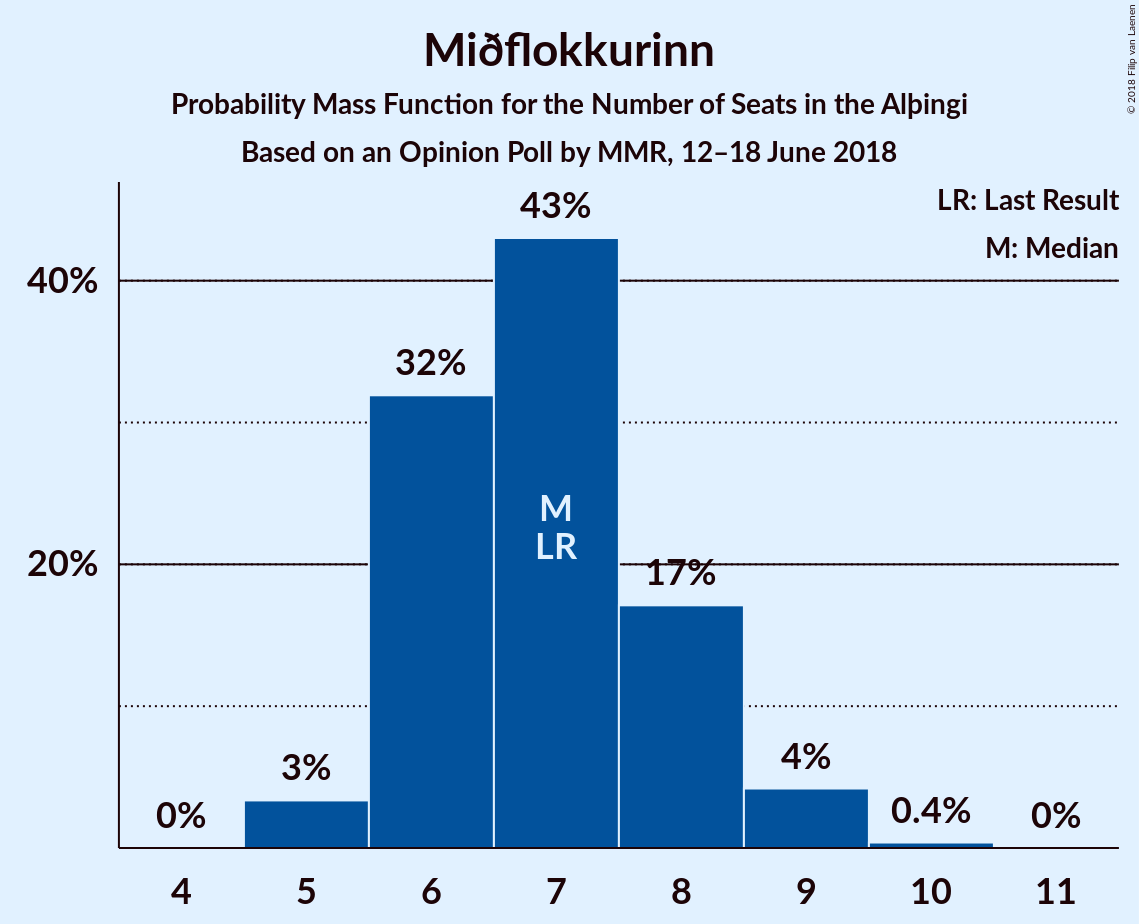 Miðflokkurinn
Probability Mass Function for the Number of Seats in the Alþingi
Based on an Opinion Poll by MMR, 12–18 June 2018
© 2018 Filip van Laenen
LR: Last Result
M: Median
43%
40%
32%
M
LR
20%
17%
3%
4%
0%
0.4%
0%
4 5 6 7 8 9 10 11